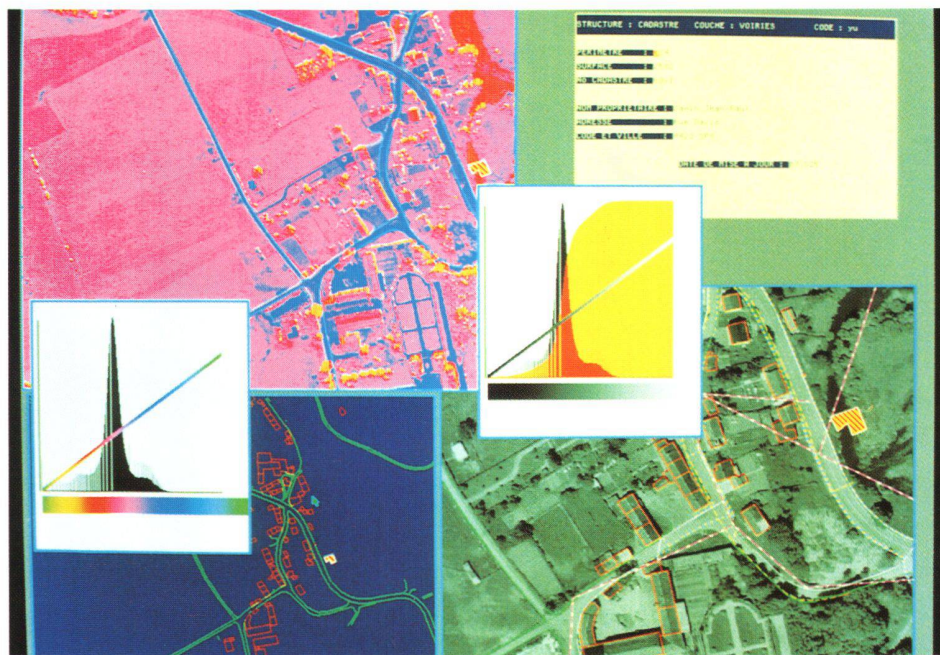 STRUCTURE : CADASTRE COUCHE : VOIRIES CODE : yu
PERIMETRE :
SURFACE :
NO CADASTRE :
NOM PROPRIETAIRE :
ADRESSE :
CODE ET VILLE :
DATE DE MISE A JOUR :